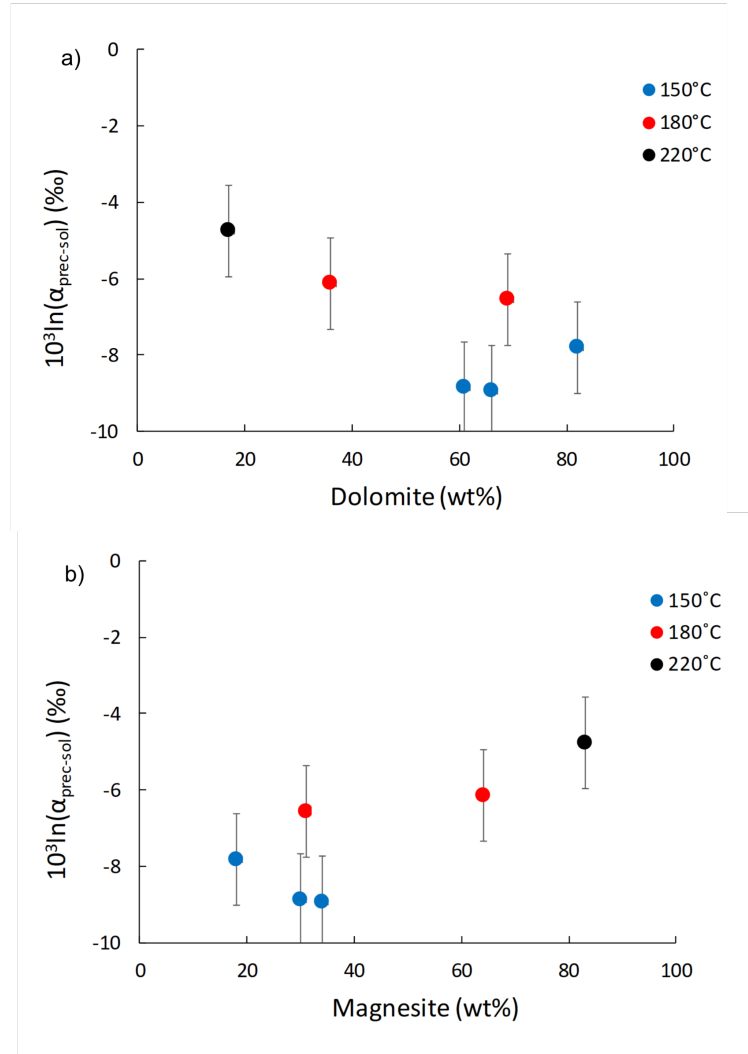 a)
0
-2
-4
-6
-8
-10
10³ln(αprec-sol) (‰)
150°C
180°C
220°C
0 20 40 60 80 100
Dolomite (wt%)
b)
0
-2
-4
-6
-8
-10
10³ln(αprec-sol) (‰)
150˚C
180˚C
220˚C
0 20 40 60 80 100
Magnesite (wt%)